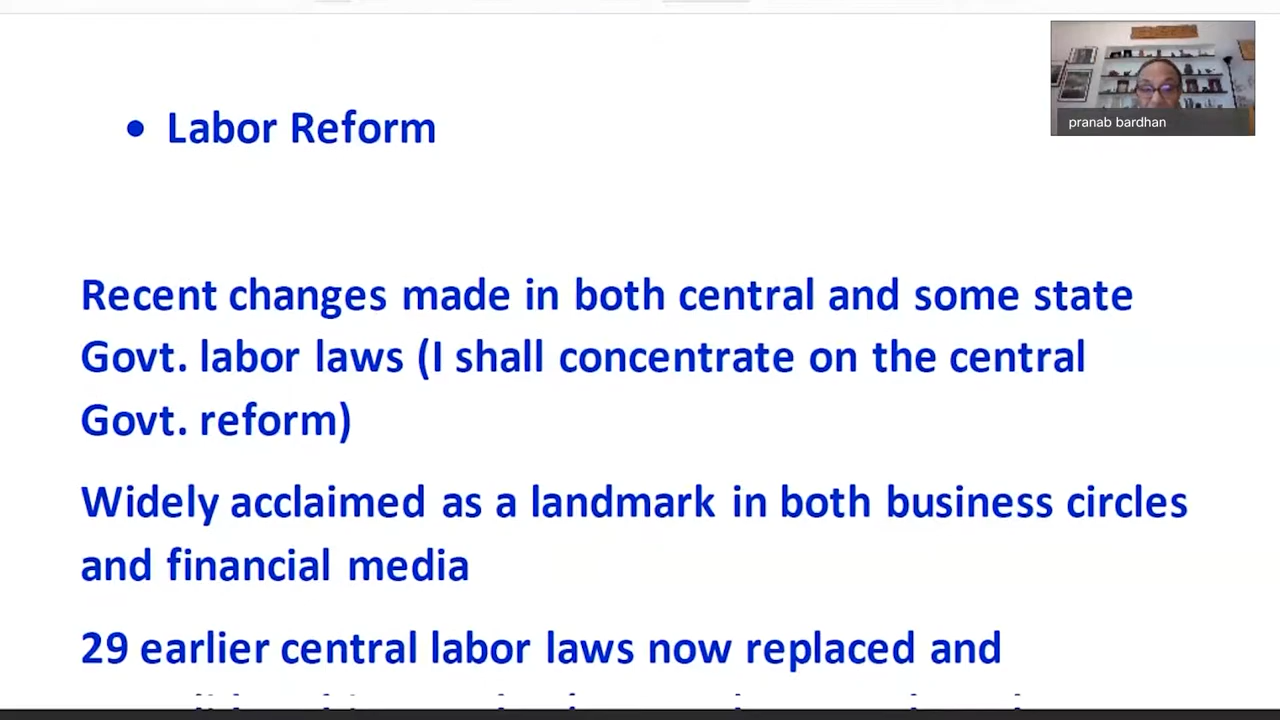 pranab bardhan
• Labor Reform
Recent changes made in both central and some state
Govt. labor laws (I shall concentrate on the central
Govt. reform)
Widely acclaimed as a landmark in both business circles
and financial media
29 earlier central labor laws now replaced and